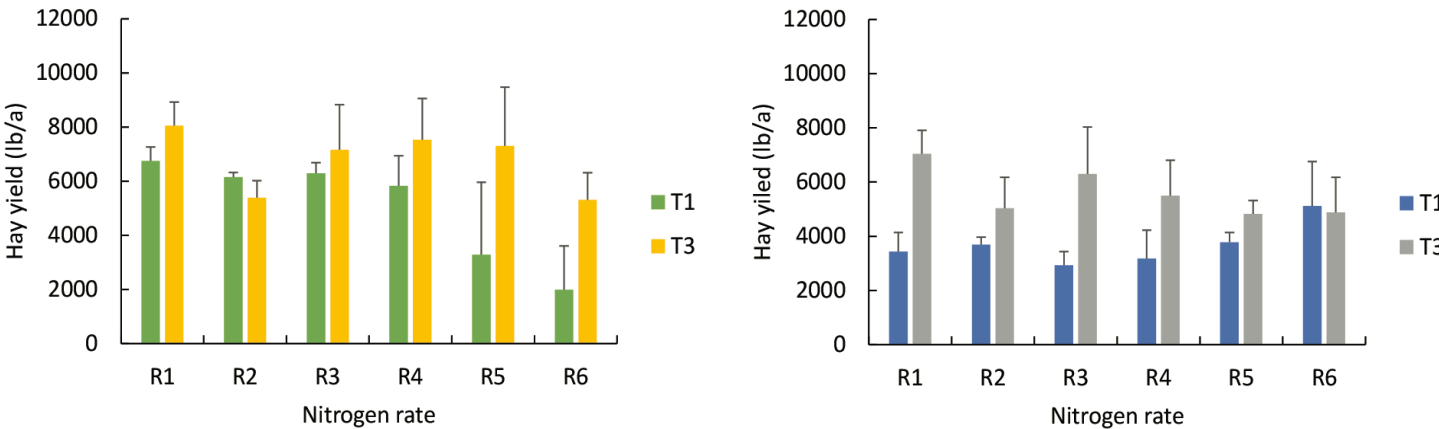 Hay yield (lb/a)
12000
10000
8000
6000
4000
2000
0
R1 R2 R3 R4 R5 R6
Nitrogen rate
T1
T3
Hay yiled (lb/a)
12000
10000
8000
6000
4000
2000
0
R1 R2 R3 R4 R5 R6
Nitrogen rate
T1
T3